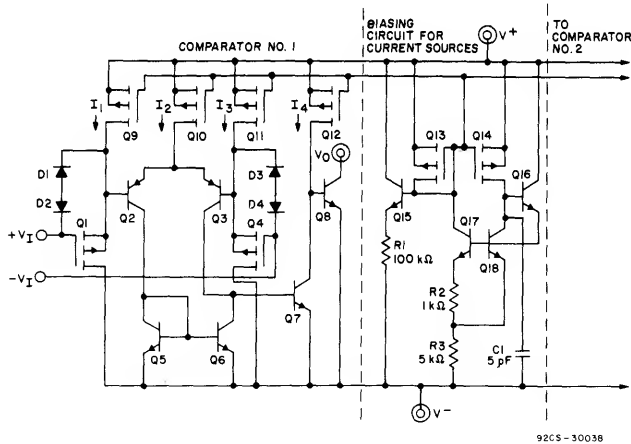 BIASING
CIRCUIT FOR
CURRENT SOURCES
V+
TO
COMPARATOR
NO. 2
COMPARATOR NO. 1
I1
I2
I3
I4
Q9
Q10
Q11
Q12
Q13
Q14
VO
D1
D2
D3
D4
Q1
Q2
Q3
Q4
Q8
Q15
Q16
Q17
Q18
+VI
-VI
R1
100 kΩ
R2
1kΩ
R3
5 kΩ
C1
5 pF
Q7
Q5
Q6
V-
92CS-30038